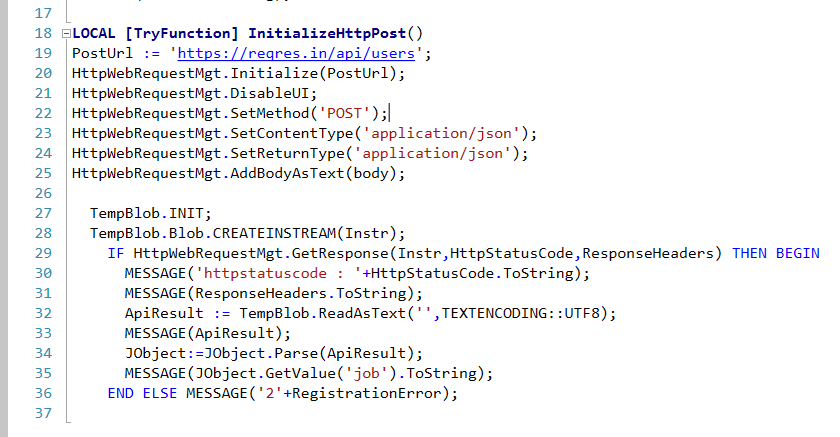 17
18 LOCAL [TryFunction] InitializeHttpPost()
19 PostUrl := 'https://reqres.in/api/users';
20 HttpWebRequestMgt.Initialize(PostUrl);
21 HttpWebRequestMgt.DisableUI;
22 HttpWebRequestMgt.SetMethod('POST');
23 HttpWebRequestMgt.SetContentType('application/json');
24 HttpWebRequestMgt.SetReturnType('application/json');
25 HttpWebRequestMgt.AddBodyAsText(body);
26
27 TempBlob.INIT;
28 TempBlob.Blob.CREATEINSTREAM(Instr);
29 IF HttpWebRequestMgt.GetResponse(Instr,HttpStatusCode,ResponseHeaders) THEN BEGIN
30 MESSAGE('httpstatuscode : '+HttpStatusCode.ToString);
31 MESSAGE(ResponseHeaders.ToString);
32 ApiResult := TempBlob.ReadAsText('',TEXTENCODING::UTF8);
33 MESSAGE(ApiResult);
34 JObject:=JObject.Parse(ApiResult);
35 MESSAGE(JObject.GetValue('job').ToString);
36 END ELSE MESSAGE('2'+RegistrationError);
37